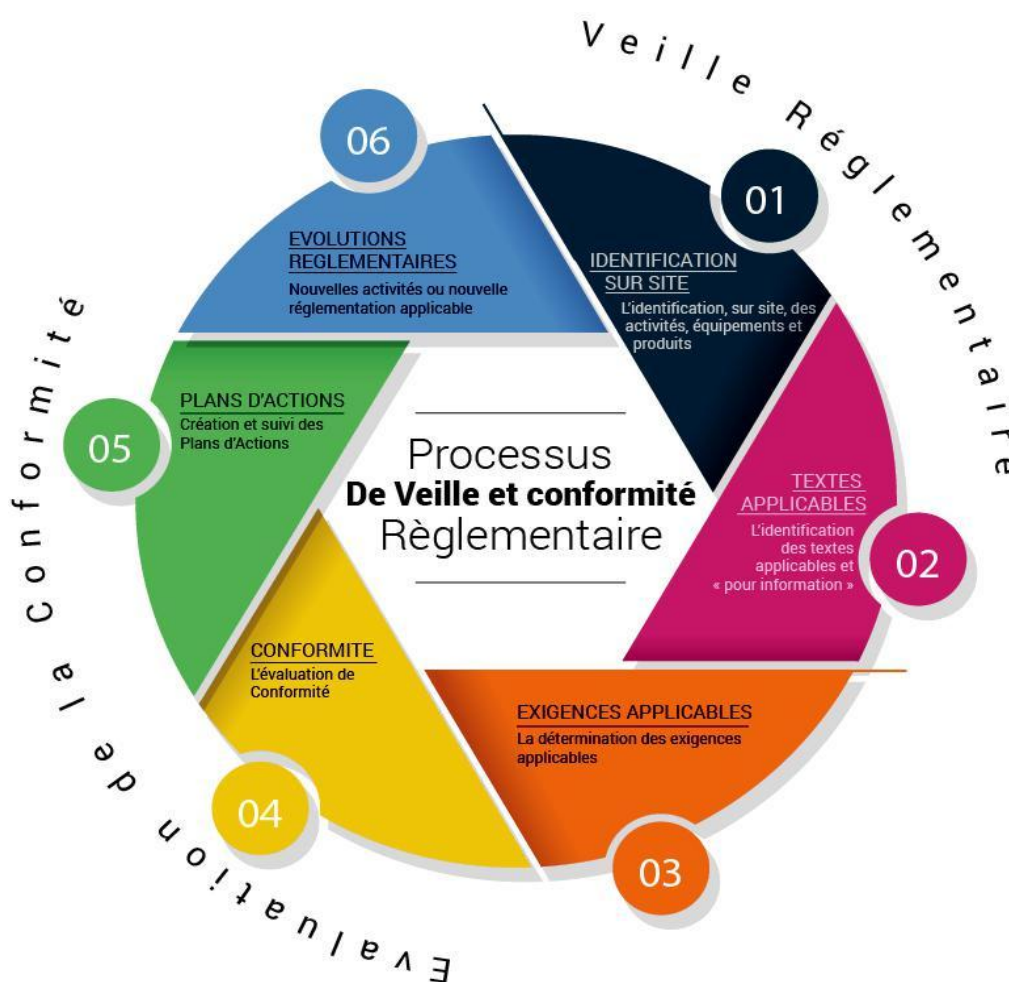 Veille Réglementaire
Processus
De Veille et conformité
Règlementaire
01
IDENTIFICATION
SUR SITE
L'identification, sur site, des
activités, équipements et
produits
02
TEXTES
APPLICABLES
L'identification
des textes
applicables et
« pour information »
03
EXIGENCES APPLICABLES
La détermination des exigences
applicables
04
CONFORMITE
L'évaluation de
Conformité
05
PLANS D'ACTIONS
Création et suivi des
Plans d'Actions
06
EVOLUTIONS
REGLEMENTAIRES
Nouvelles activités ou nouvelle
réglementation applicable
Evaluation de la Conformité